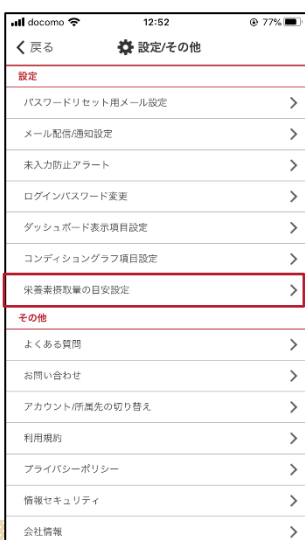 docomo 12:52 77%
戻る 設定/その他
設定
パスワードリセット用メール設定
メール配信/通知設定
未入力防止アラート
ログインパスワード変更
ダッシュボード表示項目設定
コンディショングラフ項目設定
栄養素摂取量の目安設定
その他
よくある質問
お問い合わせ
アカウント/所属先の切り替え
利用規約
プライバシーポリシー
情報セキュリティ
会社情報